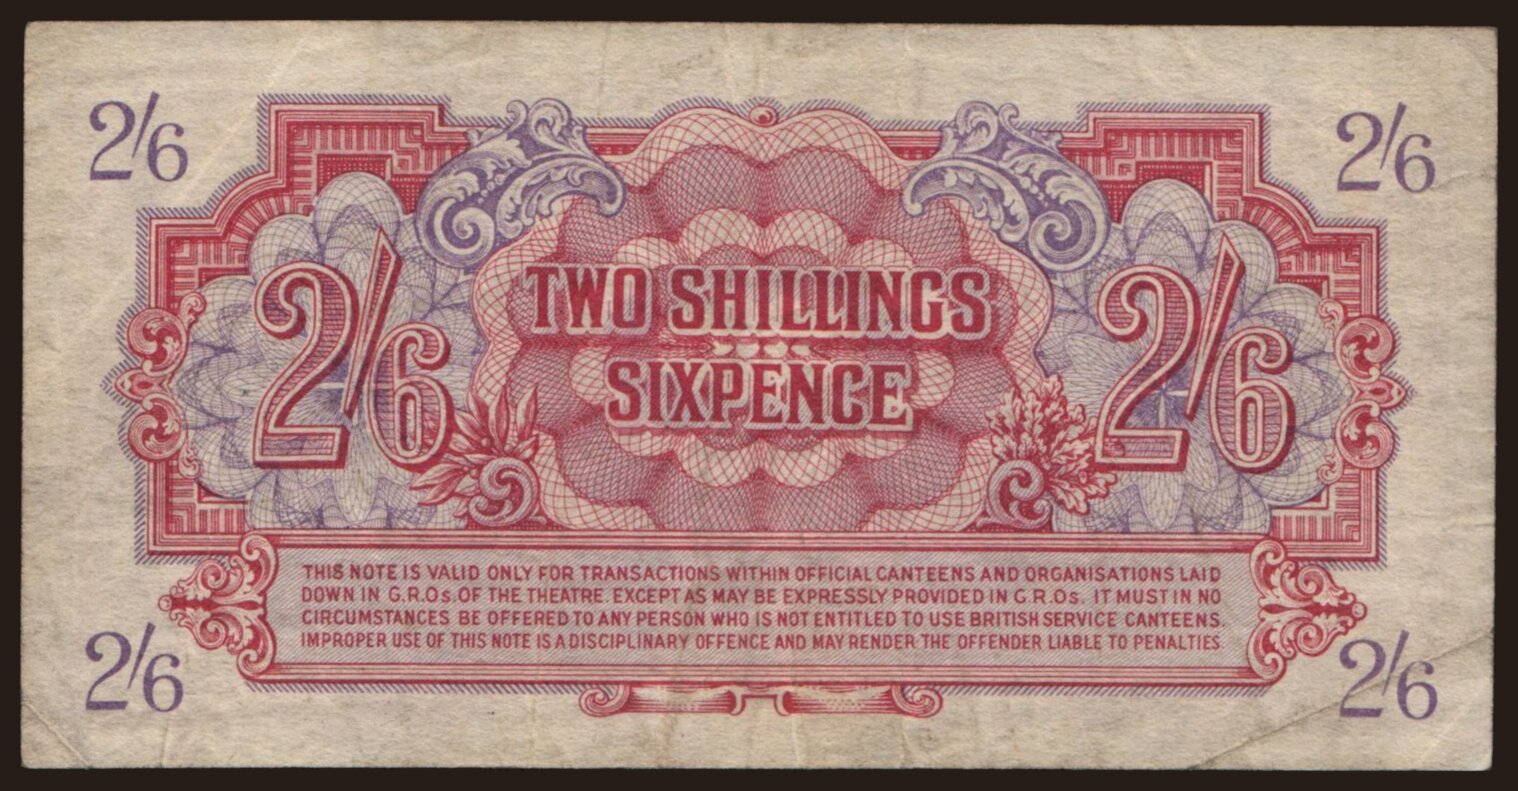 2/6 2/6
2/6 TWO SHILLINGS 2/6
SIXPENCE
THIS NOTE IS VALID ONLY FOR TRANSACTIONS WITHIN OFFICIAL CANTEENS AND ORGANISATIONS LAID
DOWN IN G.R.Os. OF THE THEATRE. EXCEPT AS MAY BE EXPRESSLY PROVIDED IN G.R.Os. IT MUST IN NO
CIRCUMSTANCES BE OFFERED TO ANY PERSON WHO IS NOT ENTITLED TO USE BRITISH SERVICE CANTEENS.
IMPROPER USE OF THIS NOTE IS A DISCIPLINARY OFFENCE AND MAY RENDER THE OFFENDER LIABLE TO PENALTIES.
2/6 2/6